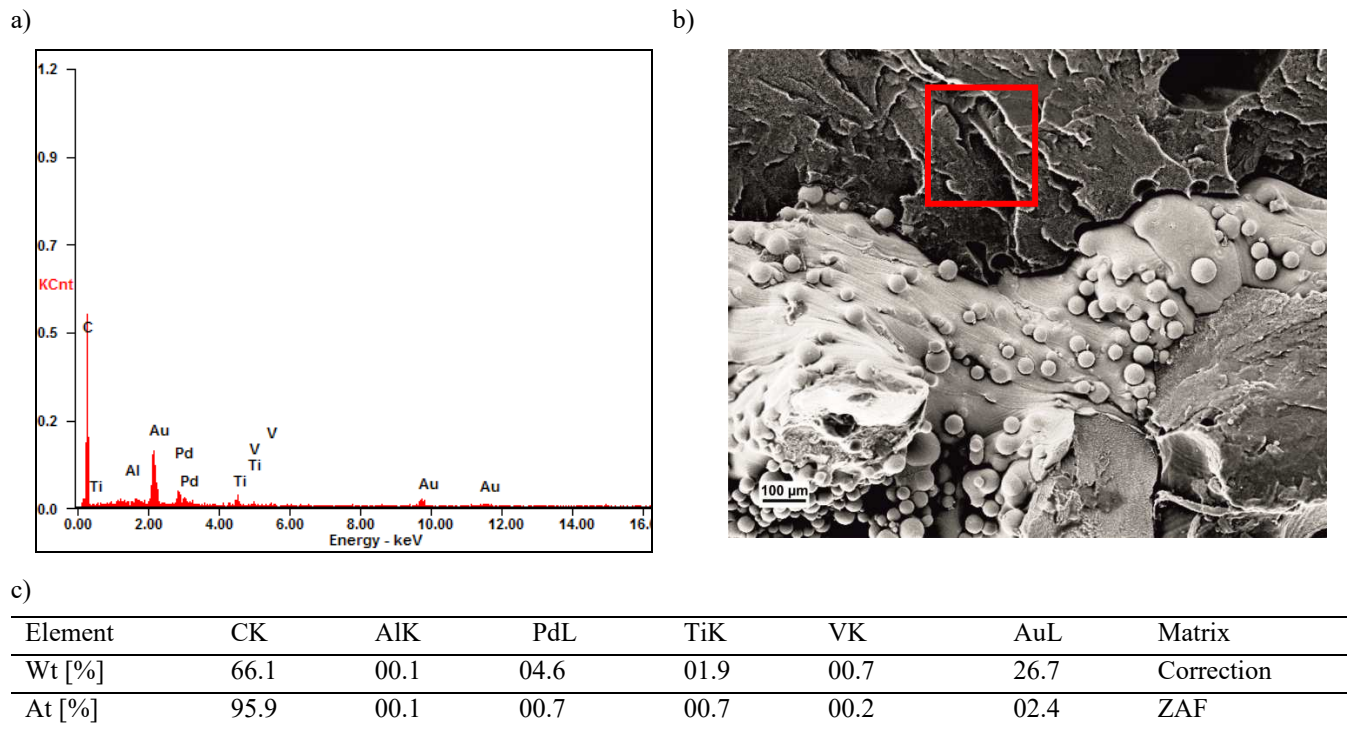 a)
b)
1.2
0.9
0.7
KCnt
0.5
C
0.2
Au
Pd
V
V
Ti
Al
Ti
Pd
Ti
Au
Au
0.0
0.00 2.00 4.00 6.00 8.00 10.00 12.00 14.00 16.0
Energy - keV
100 µm
c)
Element CK AlK PdL TiK VK AuL Matrix
Wt [%] 66.1 00.1 04.6 01.9 00.7 26.7 Correction
At [%] 95.9 00.1 00.7 00.7 00.2 02.4 ZAF